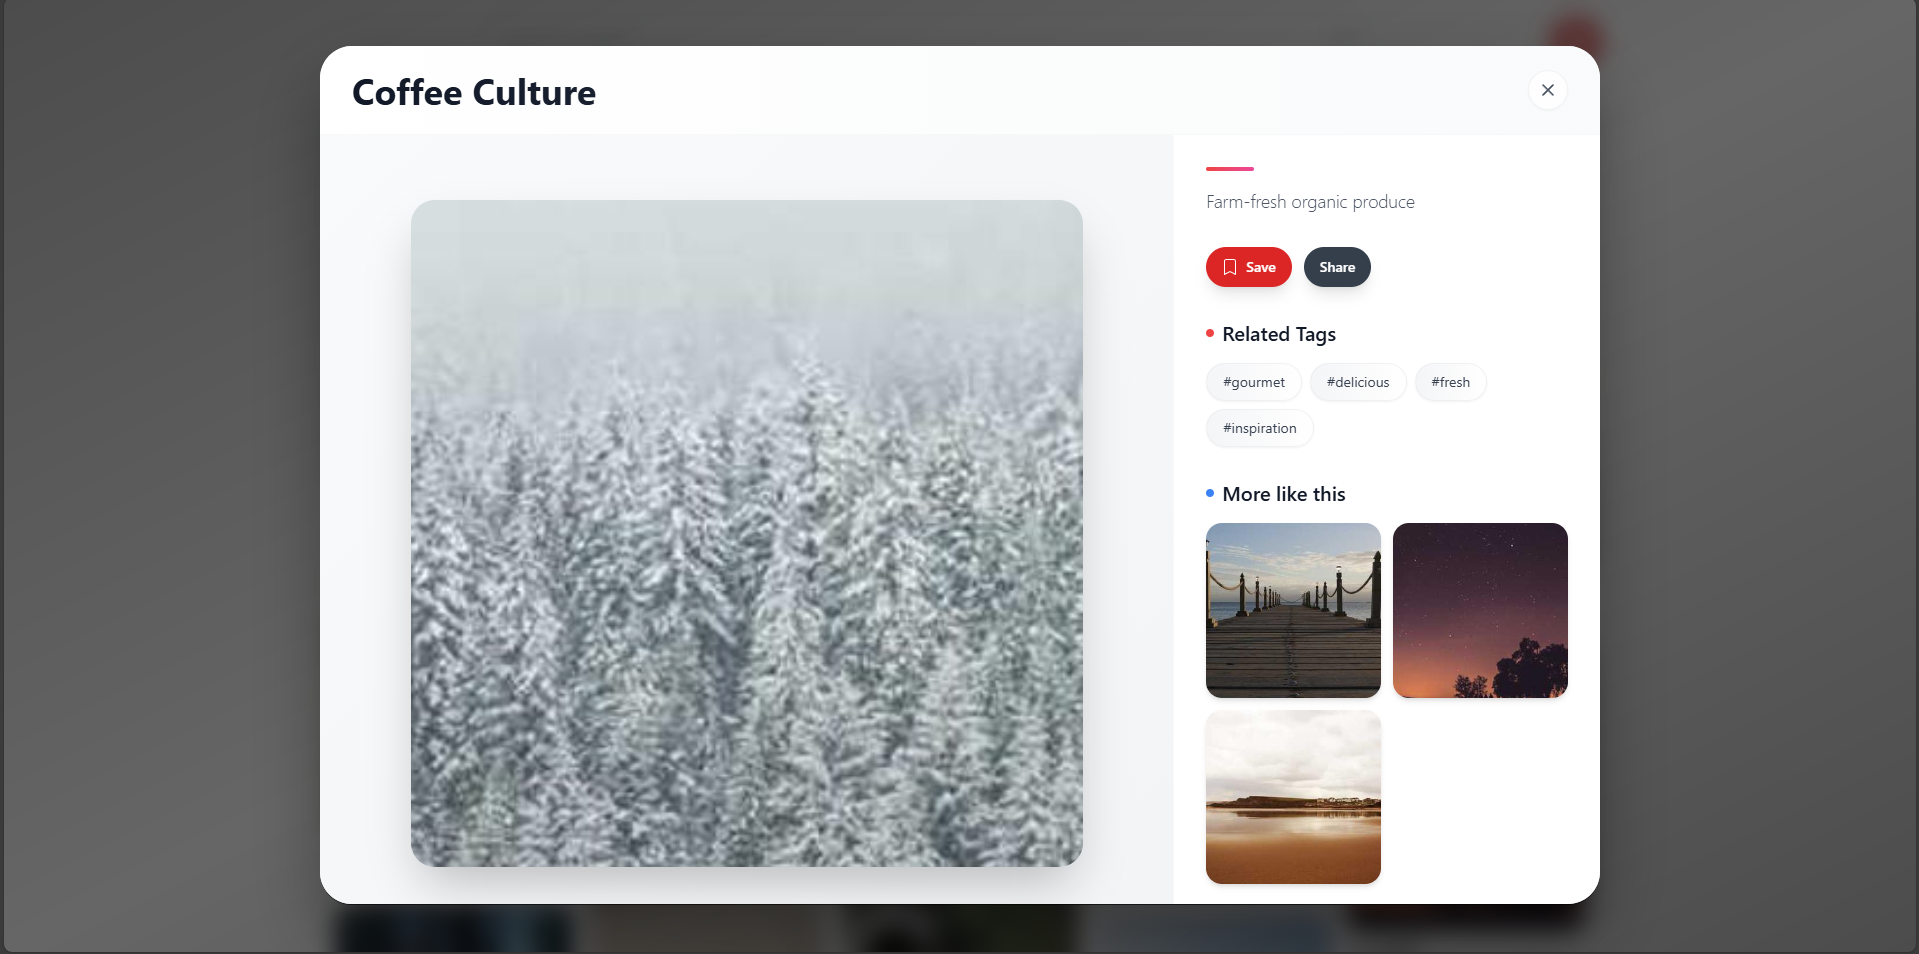 Coffee Culture
Farm-fresh organic produce
Save
Share
Related Tags
#gourmet
#delicious
#fresh
#inspiration
More like this